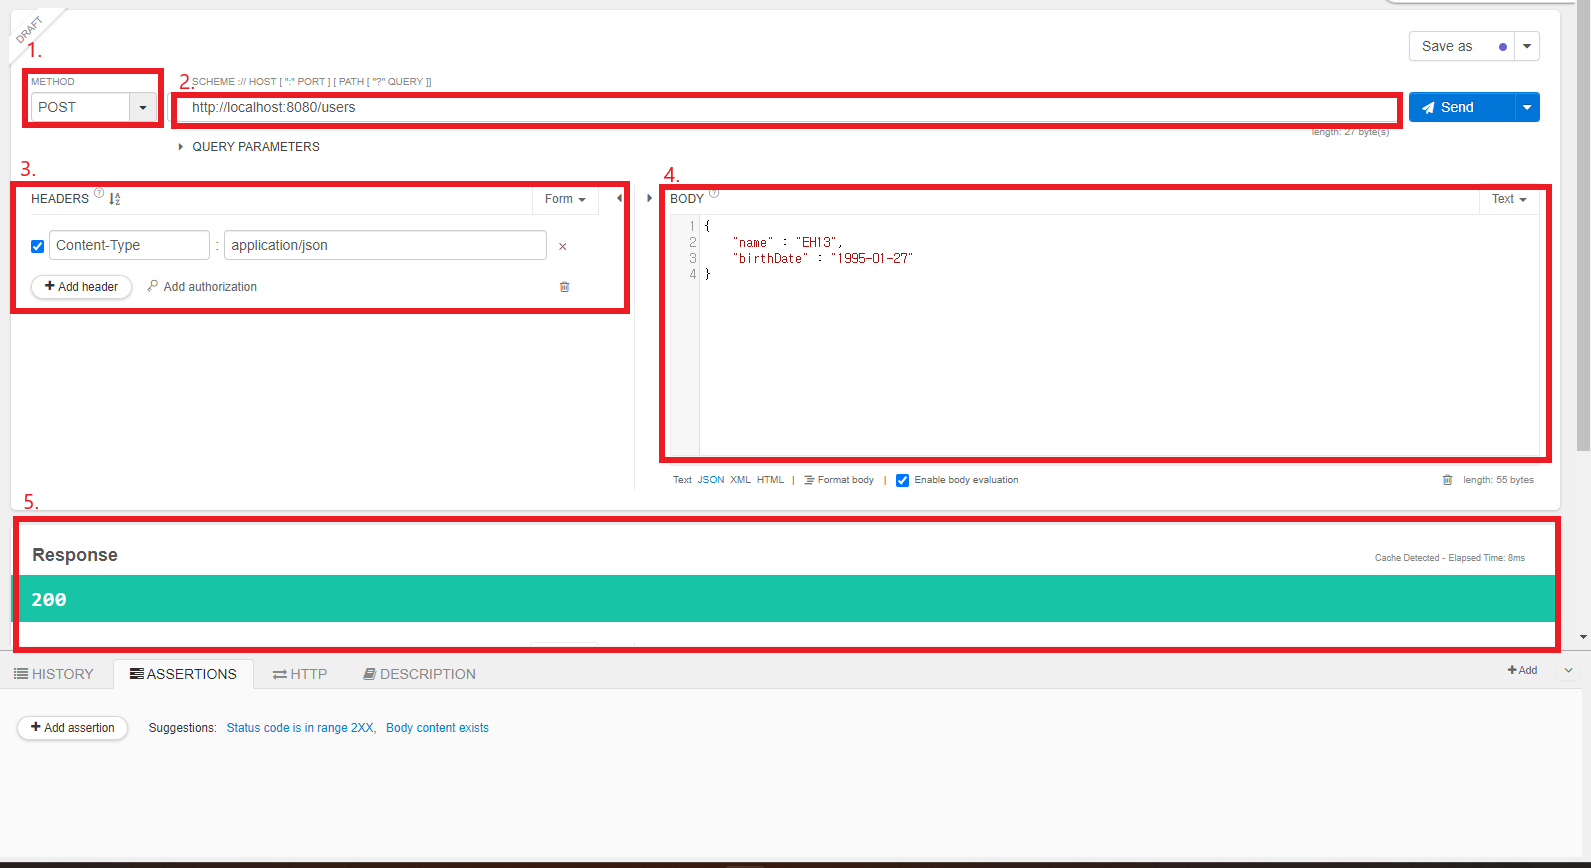 DRAFT
1.
Save as
METHOD
2.
SCHEME :// HOST [ ":" PORT ] [ PATH [ "?" QUERY ]]
POST
http://localhost:8080/users
Send
length: 27 byte(s)
QUERY PARAMETERS
3.
4.
HEADERS ?
Form
BODY ?
Text
Content-Type : application/json ×
Add header
Add authorization
1 {
2 "name" : "EH13",
3 "birthDate" : "1995-01-27"
4 }
Text JSON XML HTML | Format body | Enable body evaluation
length: 55 bytes
5.
Response
Cache Detected - Elapsed Time: 8ms
200
HISTORY
ASSERTIONS
HTTP
DESCRIPTION
Add
Add assertion
Suggestions: Status code is in range 2XX, Body content exists